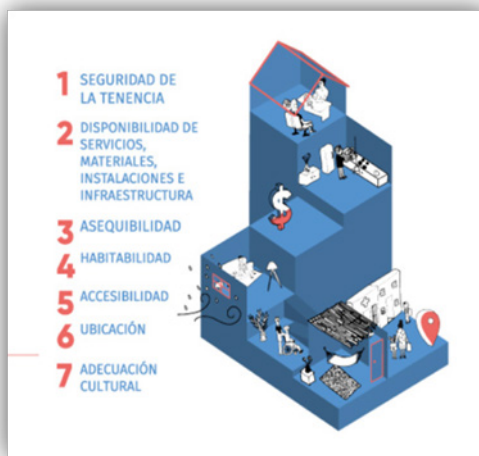 1 SEGURIDAD DE
LA TENENCIA
2 DISPONIBILIDAD DE
SERVICIOS,
MATERIALES,
INSTALACIONES E
INFRAESTRUCTURA
3 ASEQUIBILIDAD
4 HABITABILIDAD
5 ACCESIBILIDAD
6 UBICACIÓN
7 ADECUACIÓN
CULTURAL
$